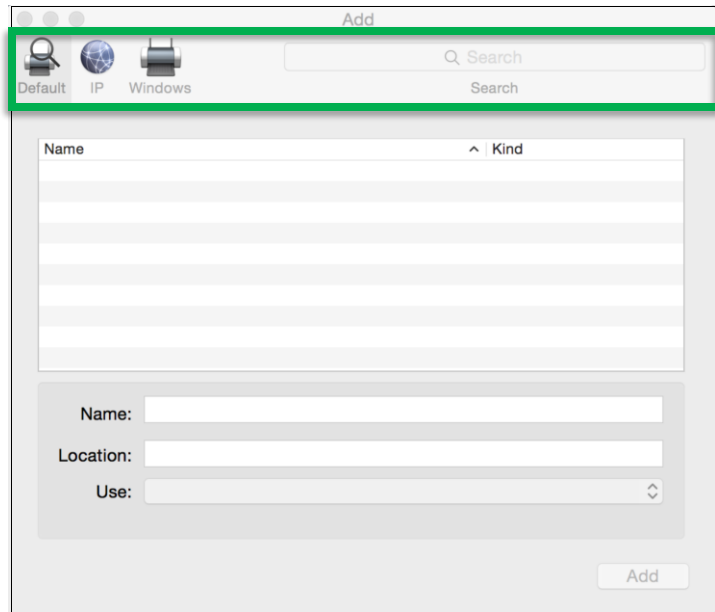 Add
Search
Default IP Windows Search
Name Kind
Name:
Location:
Use:
Add